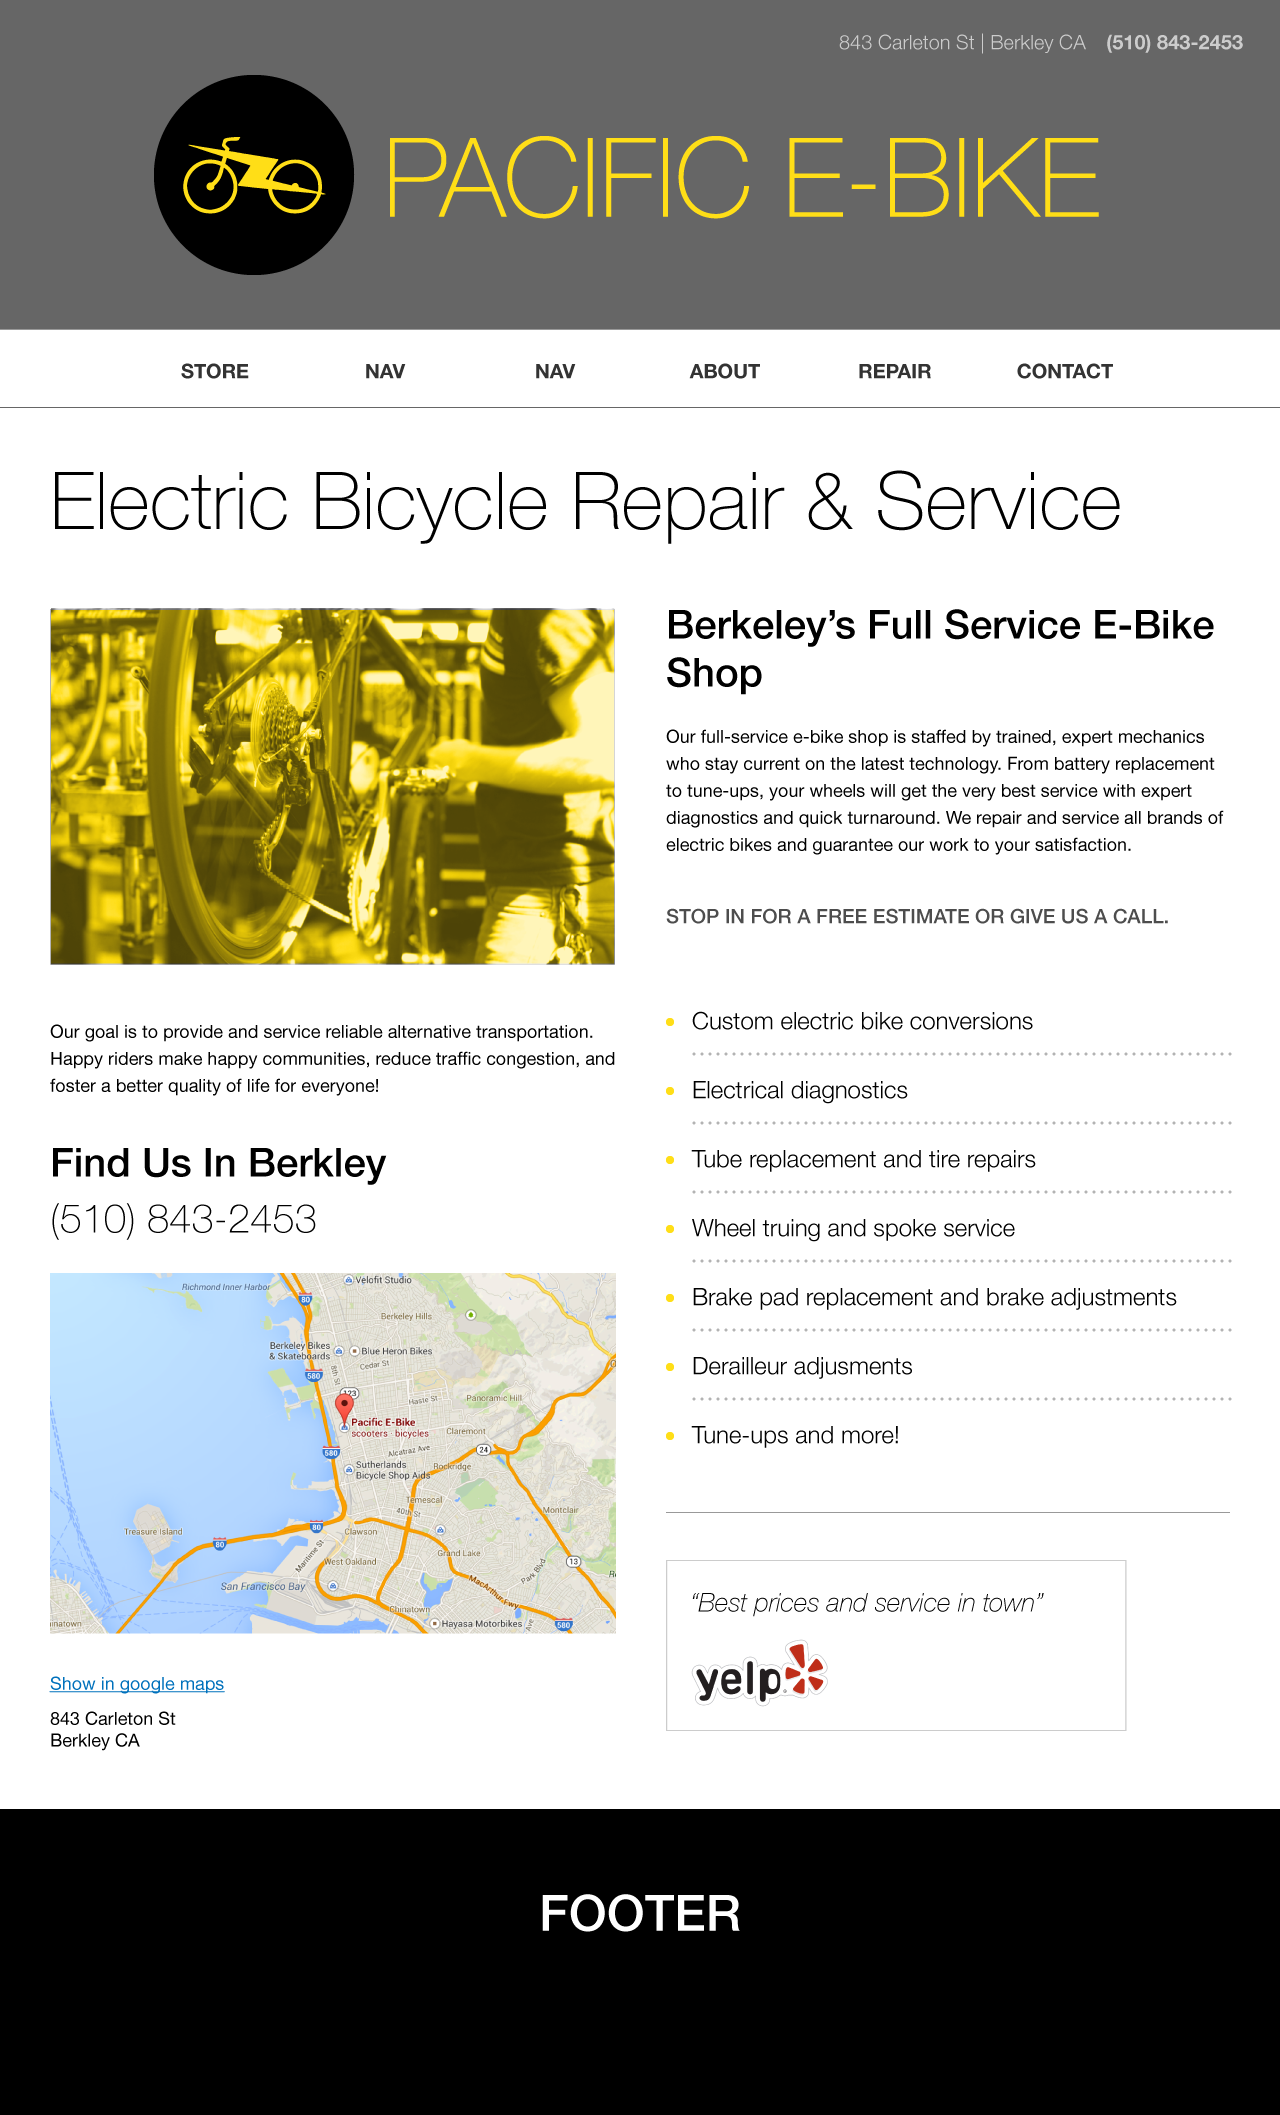 843 Carleton St | Berkley CA (510) 843-2453
PACIFIC E-BIKE
STORE NAV NAV ABOUT REPAIR CONTACT
Electric Bicycle Repair & Service
Berkeley’s Full Service E-Bike
Shop
Our full-service e-bike shop is staffed by trained, expert mechanics
who stay current on the latest technology. From battery replacement
to tune-ups, your wheels will get the very best service with expert
diagnostics and quick turnaround. We repair and service all brands of
electric bikes and guarantee our work to your satisfaction.
STOP IN FOR A FREE ESTIMATE OR GIVE US A CALL.
Our goal is to provide and service reliable alternative transportation.
Happy riders make happy communities, reduce traffic congestion, and
foster a better quality of life for everyone!
Find Us In Berkley
(510) 843-2453
Richmond Inner Harbor
Velofit Studio
80
Berkeley Hills
Berkeley Bikes
& Skateboards
Blue Heron Bikes
Cedar St
8th St
580
123
Haste St
Panoramic Hill
Pacific E-Bike
scooters bicycles
Claremont
Alcatraz Ave
24
580
Sutherlands
Bicycle Shop Aids
Rockridge
Temescal
40th St
Montclair
Treasure Island
80
80
Clawson
Maritime St
Grand Lake
West Oakland
13
Park Blvd
San Francisco Bay
MacArthur Fwy
Chinatown
Hayasa Motorbikes
Ave
580
natown
Show in google maps
843 Carleton St
Berkley CA
Custom electric bike conversions
Electrical diagnostics
Tube replacement and tire repairs
Wheel truing and spoke service
Brake pad replacement and brake adjustments
Derailleur adjusments
Tune-ups and more!
“Best prices and service in town”
yelp
FOOTER